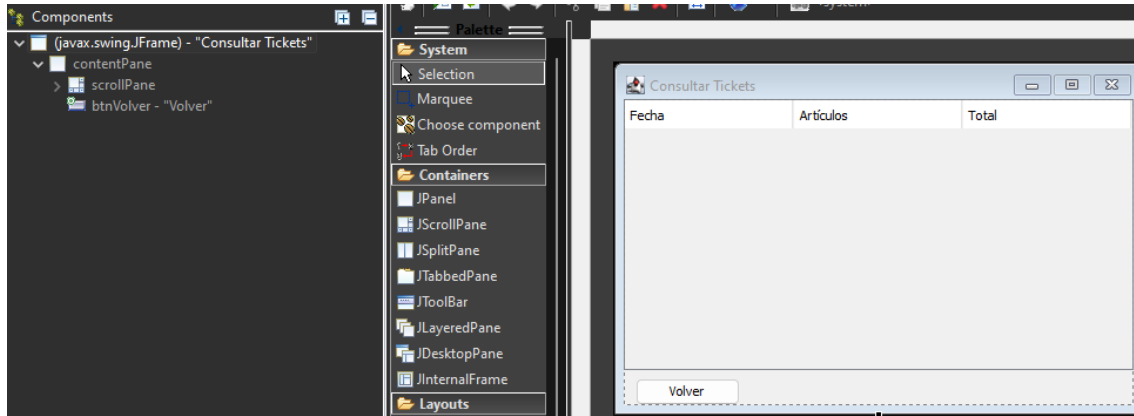 Components
(javax.swing.JFrame) - "Consultar Tickets"
contentPane
scrollPane
btnVolver - "Volver"
Palette
System
Selection
Marquee
Choose component
Tab Order
Containers
JPanel
JScrollPane
JSplitPane
JTabbedPane
JToolBar
JLayeredPane
JDesktopPane
JInternalFrame
Layouts
<system>
Consultar Tickets
Fecha Artículos Total
Volver